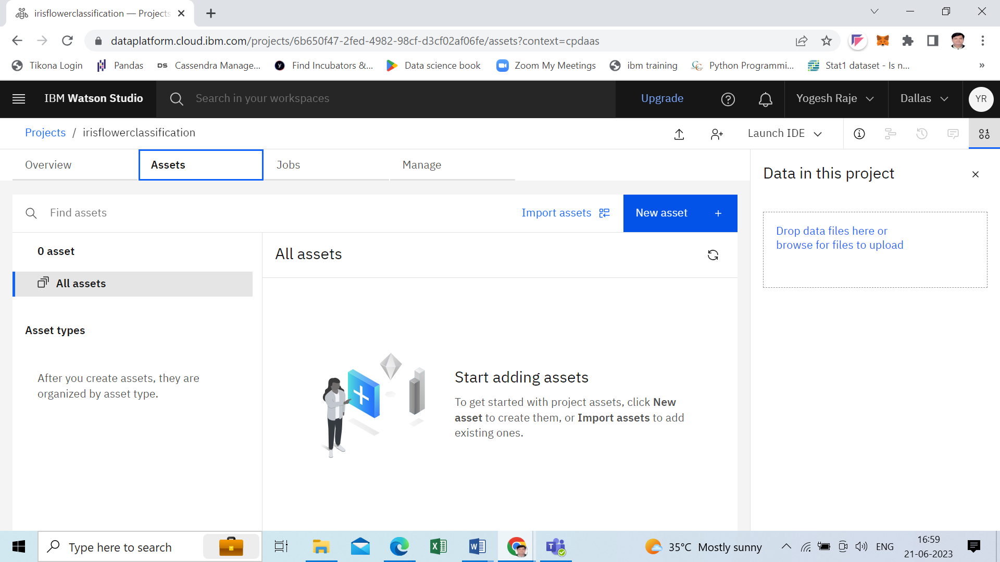 irisflowerclassification — Projects
dataplatform.cloud.ibm.com/projects/6b650f47-2fed-4982-98cf-d3cf02af06fe/assets?context=cpdaas
Tikona Login Pandas DS Cassendra Manage... Find Incubators &... Data science book Zoom My Meetings ibm training Python Programmi... Stat1 dataset - Is n... »
IBM Watson Studio Search in your workspaces Upgrade Yogesh Raje Dallas YR
Projects / irisflowerclassification Launch IDE
Overview Assets Jobs Manage
Data in this project
Find assets Import assets New asset +
Drop data files here or
browse for files to upload
0 asset
All assets
All assets
Asset types
After you create assets, they are
organized by asset type.
Start adding assets
To get started with project assets, click New
asset to create them, or Import assets to add
existing ones.
Type here to search
35°C Mostly sunny
ENG
16:59
21-06-2023